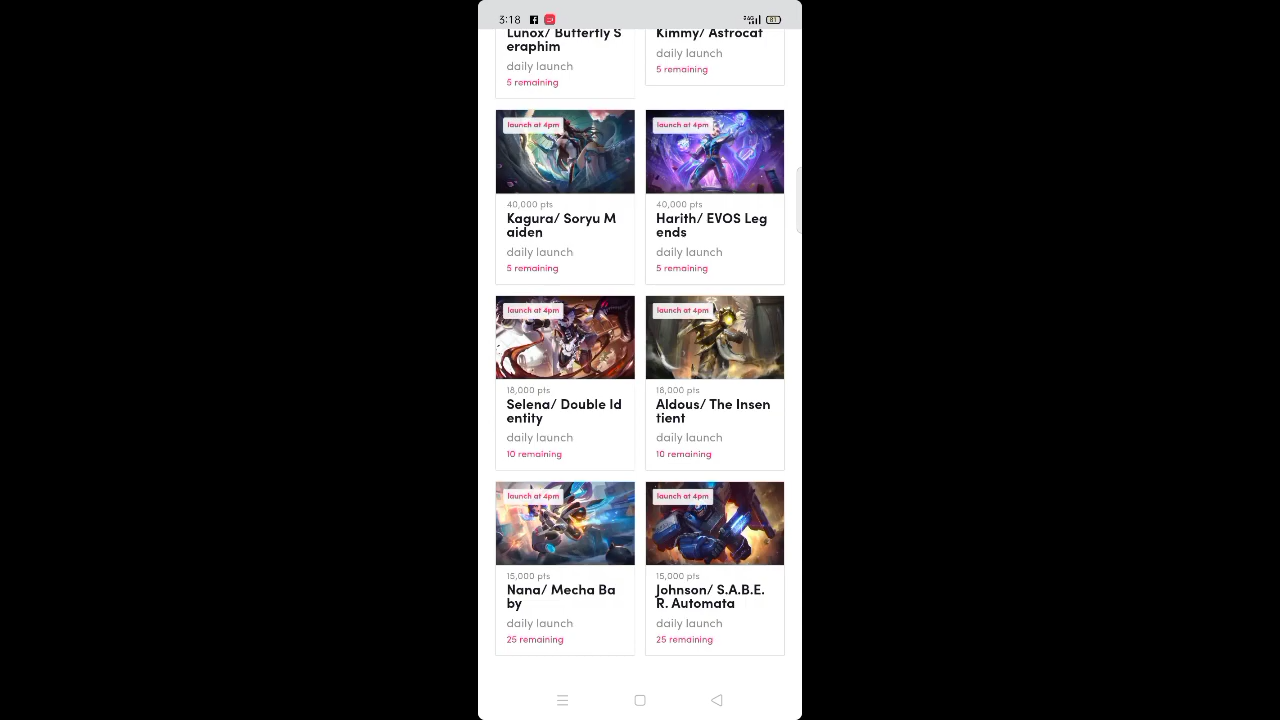 3:18
81
Lunox/ Butterfly S
eraphim
daily launch
5 remaining
Kimmy/ Astrocat
daily launch
5 remaining
launch at 4pm
40,000 pts
Kagura/ Soryu M
aiden
daily launch
5 remaining
launch at 4pm
40,000 pts
Harith/ EVOS Leg
ends
daily launch
5 remaining
launch at 4pm
18,000 pts
Selena/ Double Id
entity
daily launch
10 remaining
launch at 4pm
18,000 pts
Aldous/ The Insen
tient
daily launch
10 remaining
launch at 4pm
15,000 pts
Nana/ Mecha Ba
by
daily launch
25 remaining
launch at 4pm
15,000 pts
Johnson/ S.A.B.E.
R. Automata
daily launch
25 remaining